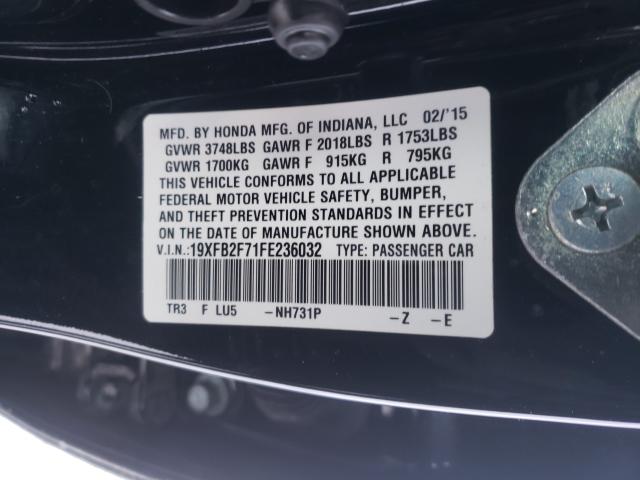 MFD. BY HONDA MFG. OF INDIANA, LLC 02/'15
GVWR 3748LBS GAWR F 2018LBS R 1753LBS
GVWR 1700KG GAWR F 915KG R 795KG
THIS VEHICLE CONFORMS TO ALL APPLICABLE
FEDERAL MOTOR VEHICLE SAFETY, BUMPER,
AND THEFT PREVENTION STANDARDS IN EFFECT
ON THE DATE OF MANUFACTURE SHOWN ABOVE.
V.I.N.:19XFB2F71FE236032 TYPE: PASSENGER CAR
TR3 F LU5 -NH731P -Z -E